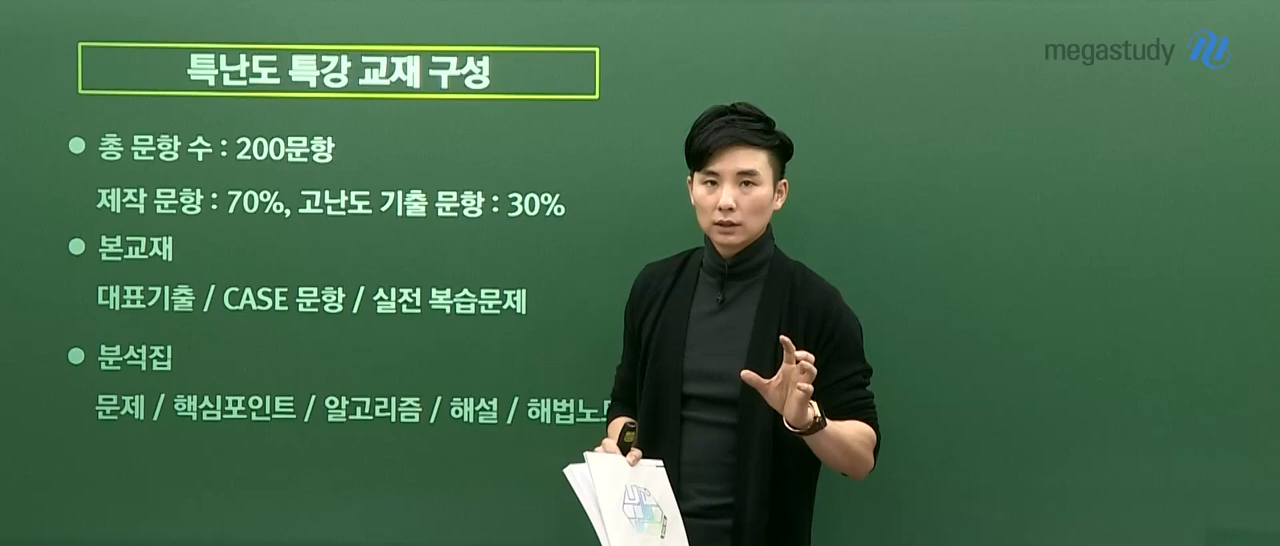 특난도 특강 교재 구성
megastudy
총 문항 수 : 200문항
제작 문항 : 70%, 고난도 기출 문항 : 30%
본교재
대표기출 / CASE 문항 / 실전 복습문제
분석집
문제 / 핵심포인트 / 알고리즘 / 해설 /